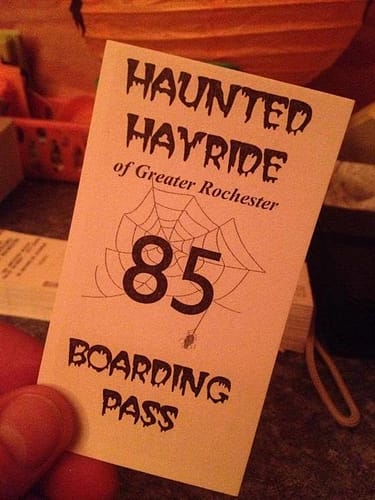 HAUNTED
HAYRIDE
of Greater Rochester
85
BOARDING
PASS